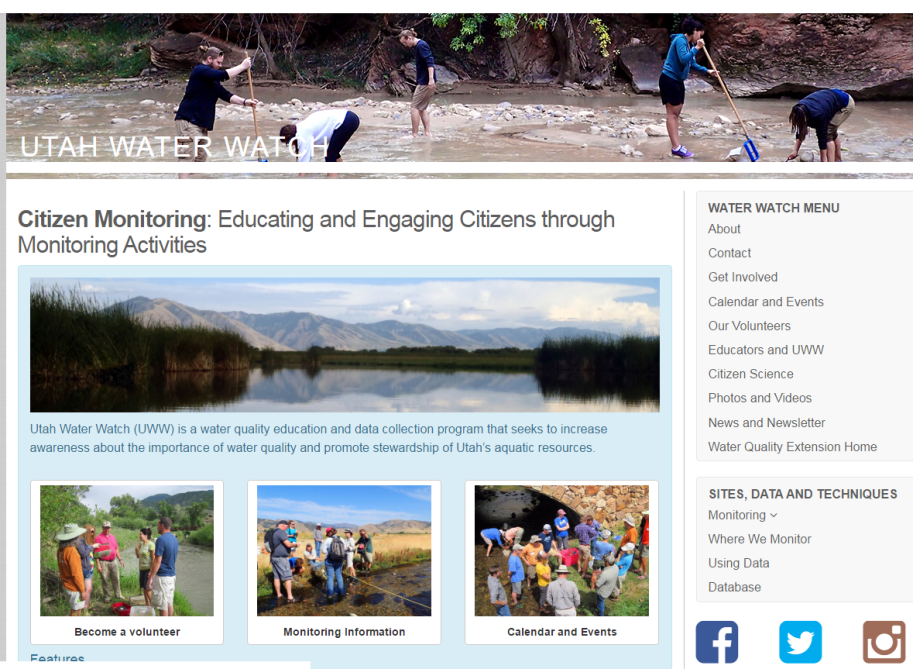 UTAH WATER WATCH
Citizen Monitoring: Educating and Engaging Citizens through
Monitoring Activities
Utah Water Watch (UWW) is a water quality education and data collection program that seeks to increase
awareness about the importance of water quality and promote stewardship of Utah's aquatic resources.
Become a volunteer
Monitoring Information
Calendar and Events
Features
WATER WATCH MENU
About
Contact
Get Involved
Calendar and Events
Our Volunteers
Educators and UWW
Citizen Science
Photos and Videos
News and Newsletter
Water Quality Extension Home
SITES, DATA AND TECHNIQUES
Monitoring
Where We Monitor
Using Data
Database